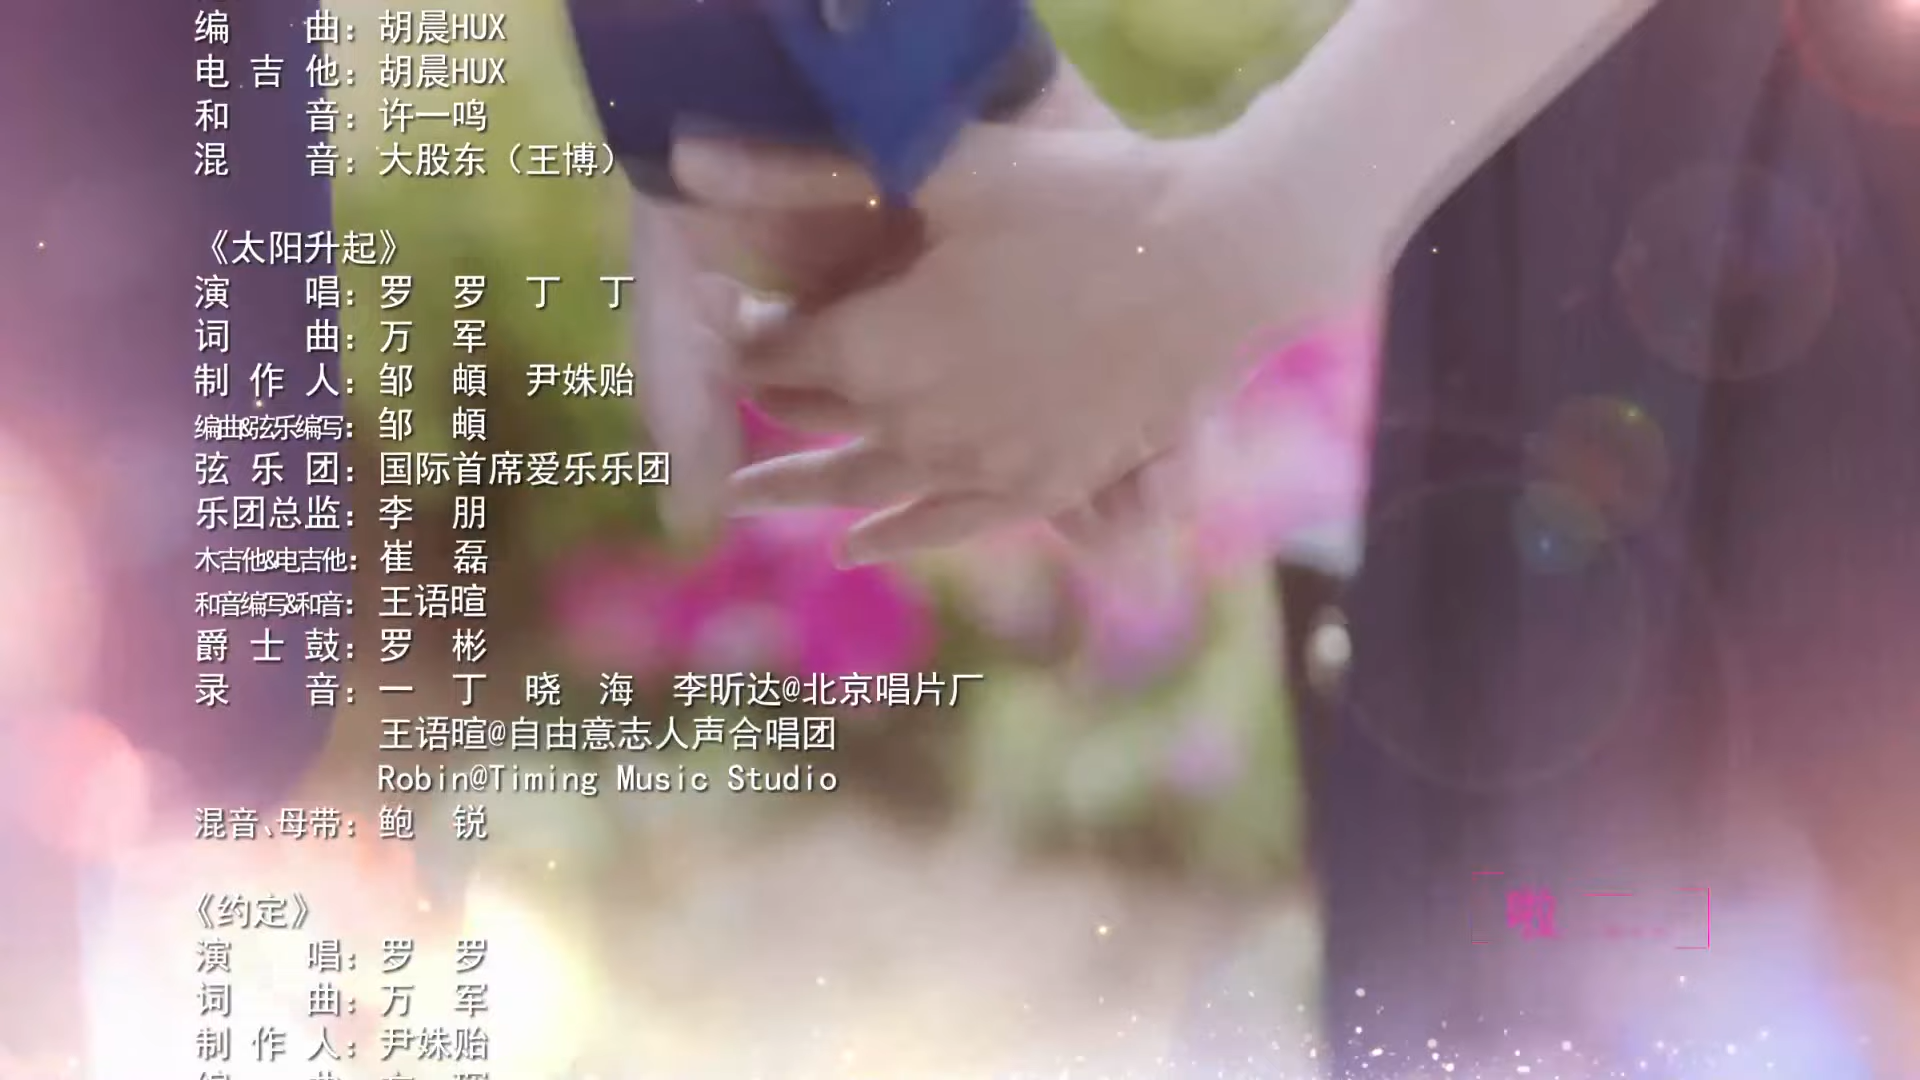 编曲：胡晨HUX
电吉他：胡晨HUX
和音：许一鸣
混音：大股东（王博）
《太阳升起》
演唱：罗罗 丁丁
词曲：万军
制作人：邹頔 尹姝贻
编曲&弦乐编写：邹頔
弦乐团：国际首席爱乐乐团
乐团总监：李朋
木吉他&电吉他：崔磊
和音编写&和音：王语暄
爵士鼓：罗彬
录音：一丁 晓海 李昕达@北京唱片厂
王语暄@自由意志人声合唱团
Robin@Timing Music Studio
混音、母带：鲍锐
《约定》
演唱：罗罗
词曲：万军
制作人：尹姝贻
啦